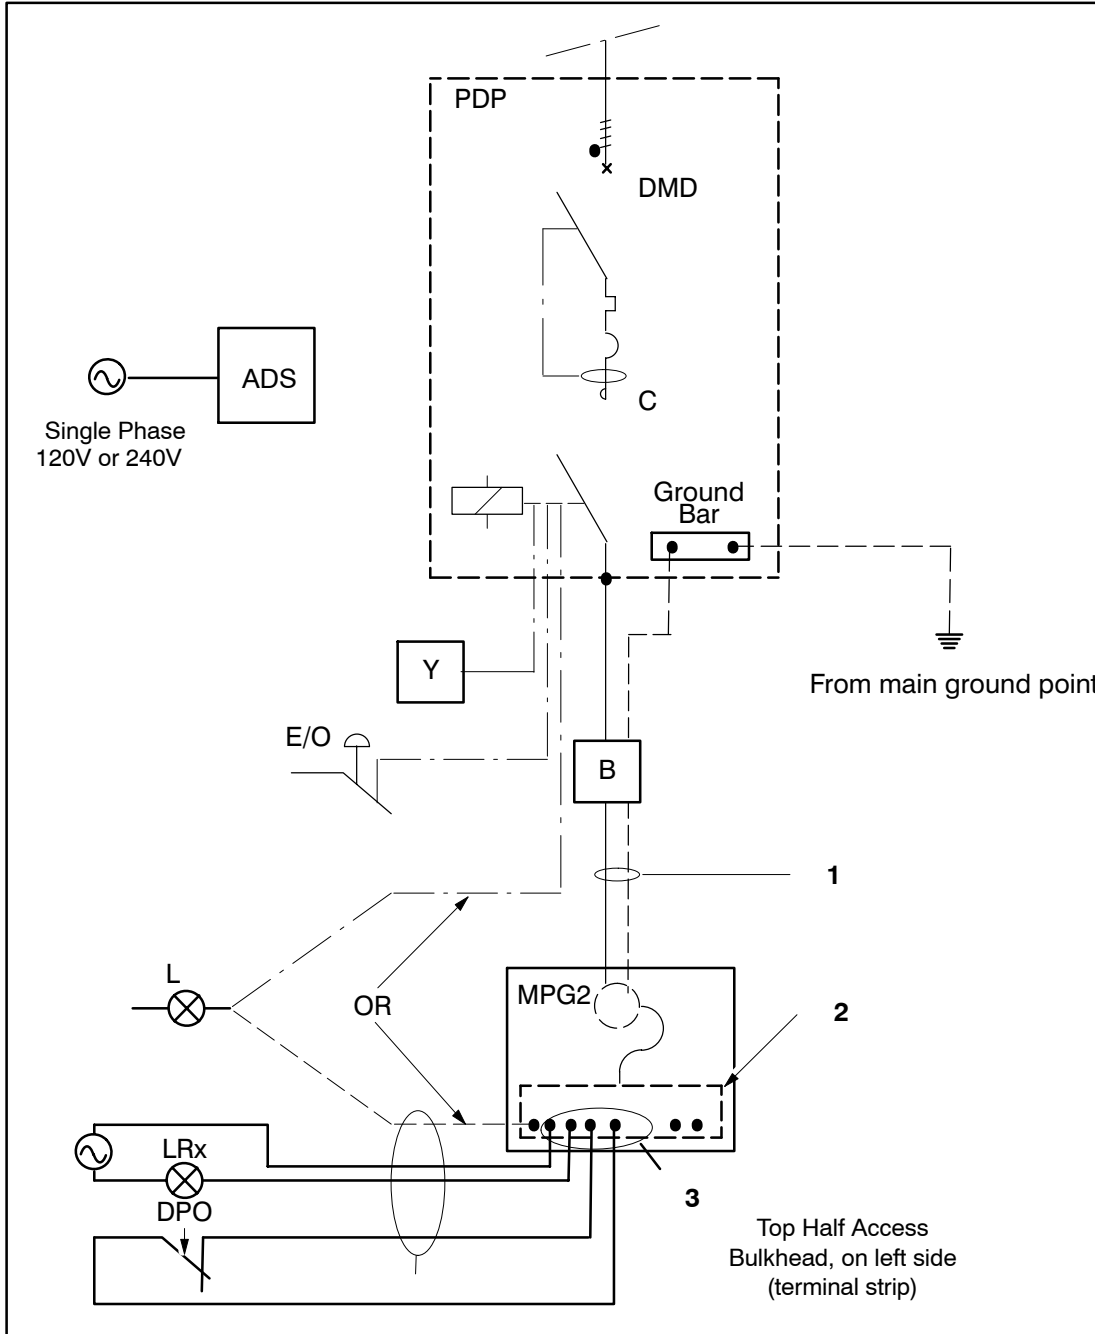 PDP
DMD
ADS
C
Single Phase
120V or 240V
Ground
Bar
Y
From main ground point
E/O
B
1
L
MPG2
OR
2
LRx
3
DPO
Top Half Access
Bulkhead, on left side
(terminal strip)